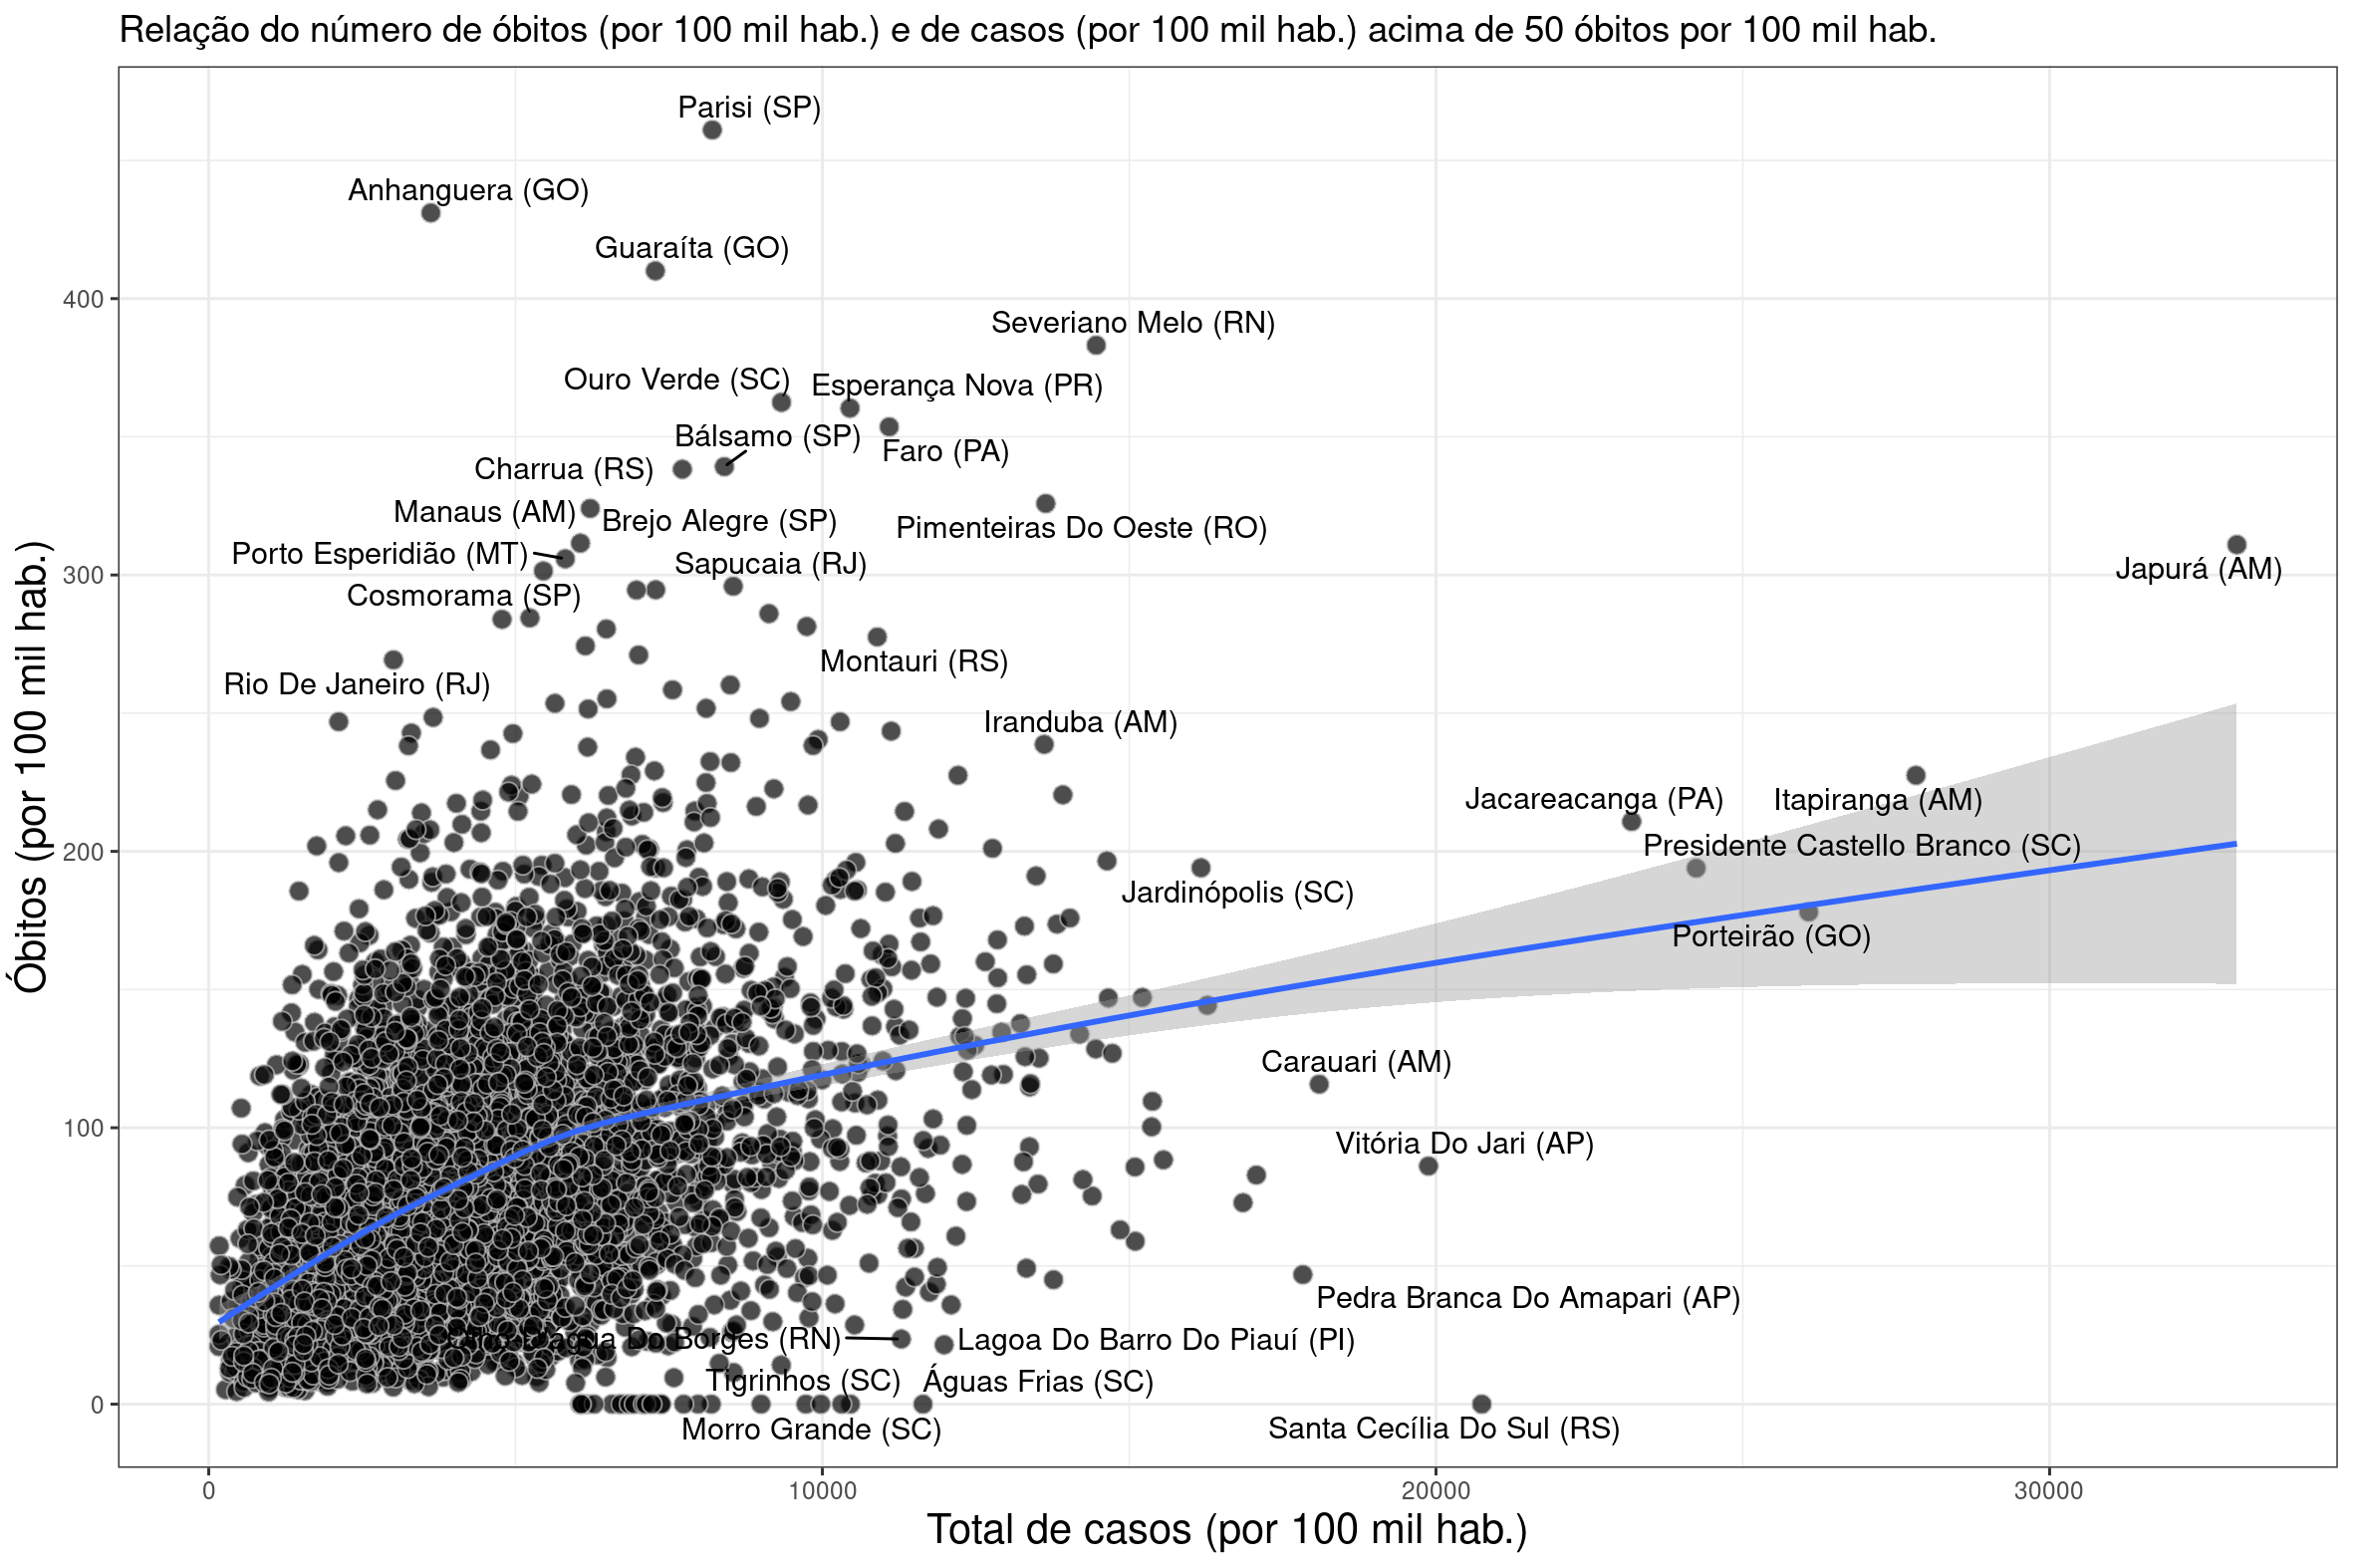 Relação do número de óbitos (por 100 mil hab.) e de casos (por 100 mil hab.) acima de 50 óbitos por 100 mil hab.
Parisi (SP)
Anhanguera (GO)
Guaraíta (GO)
400
Severiano Melo (RN)
Ouro Verde (SC)
Esperança Nova (PR)
Bálsamo (SP)
Faro (PA)
Charrua (RS)
Manaus (AM)
Brejo Alegre (SP)
Pimenteiras Do Oeste (RO)
Porto Esperidião (MT)
Sapucaia (RJ)
Japurá (AM)
300
Cosmorama (SP)
Montauri (RS)
Rio De Janeiro (RJ)
Iranduba (AM)
Jacareacanga (PA)
Itapiranga (AM)
Presidente Castello Branco (SC)
200
Jardinópolis (SC)
Porteirão (GO)
Óbitos (por 100 mil hab.)
Carauari (AM)
100
Vitória Do Jari (AP)
Pedra Branca Do Amapari (AP)
Do Borges (RN)
Lagoa Do Barro Do Piauí (PI)
Tigrinhos (SC)
Águas Frias (SC)
0
Morro Grande (SC)
Santa Cecília Do Sul (RS)
0
10000
20000
30000
Total de casos (por 100 mil hab.)